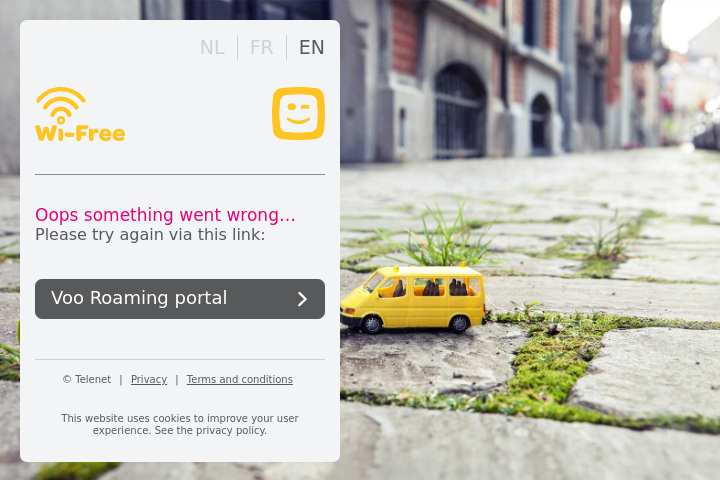 NL FR EN
Wi-Free
Oops something went wrong...
Please try again via this link:
Voo Roaming portal
© Telenet | Privacy | Terms and conditions
This website uses cookies to improve your user
experience. See the privacy policy.